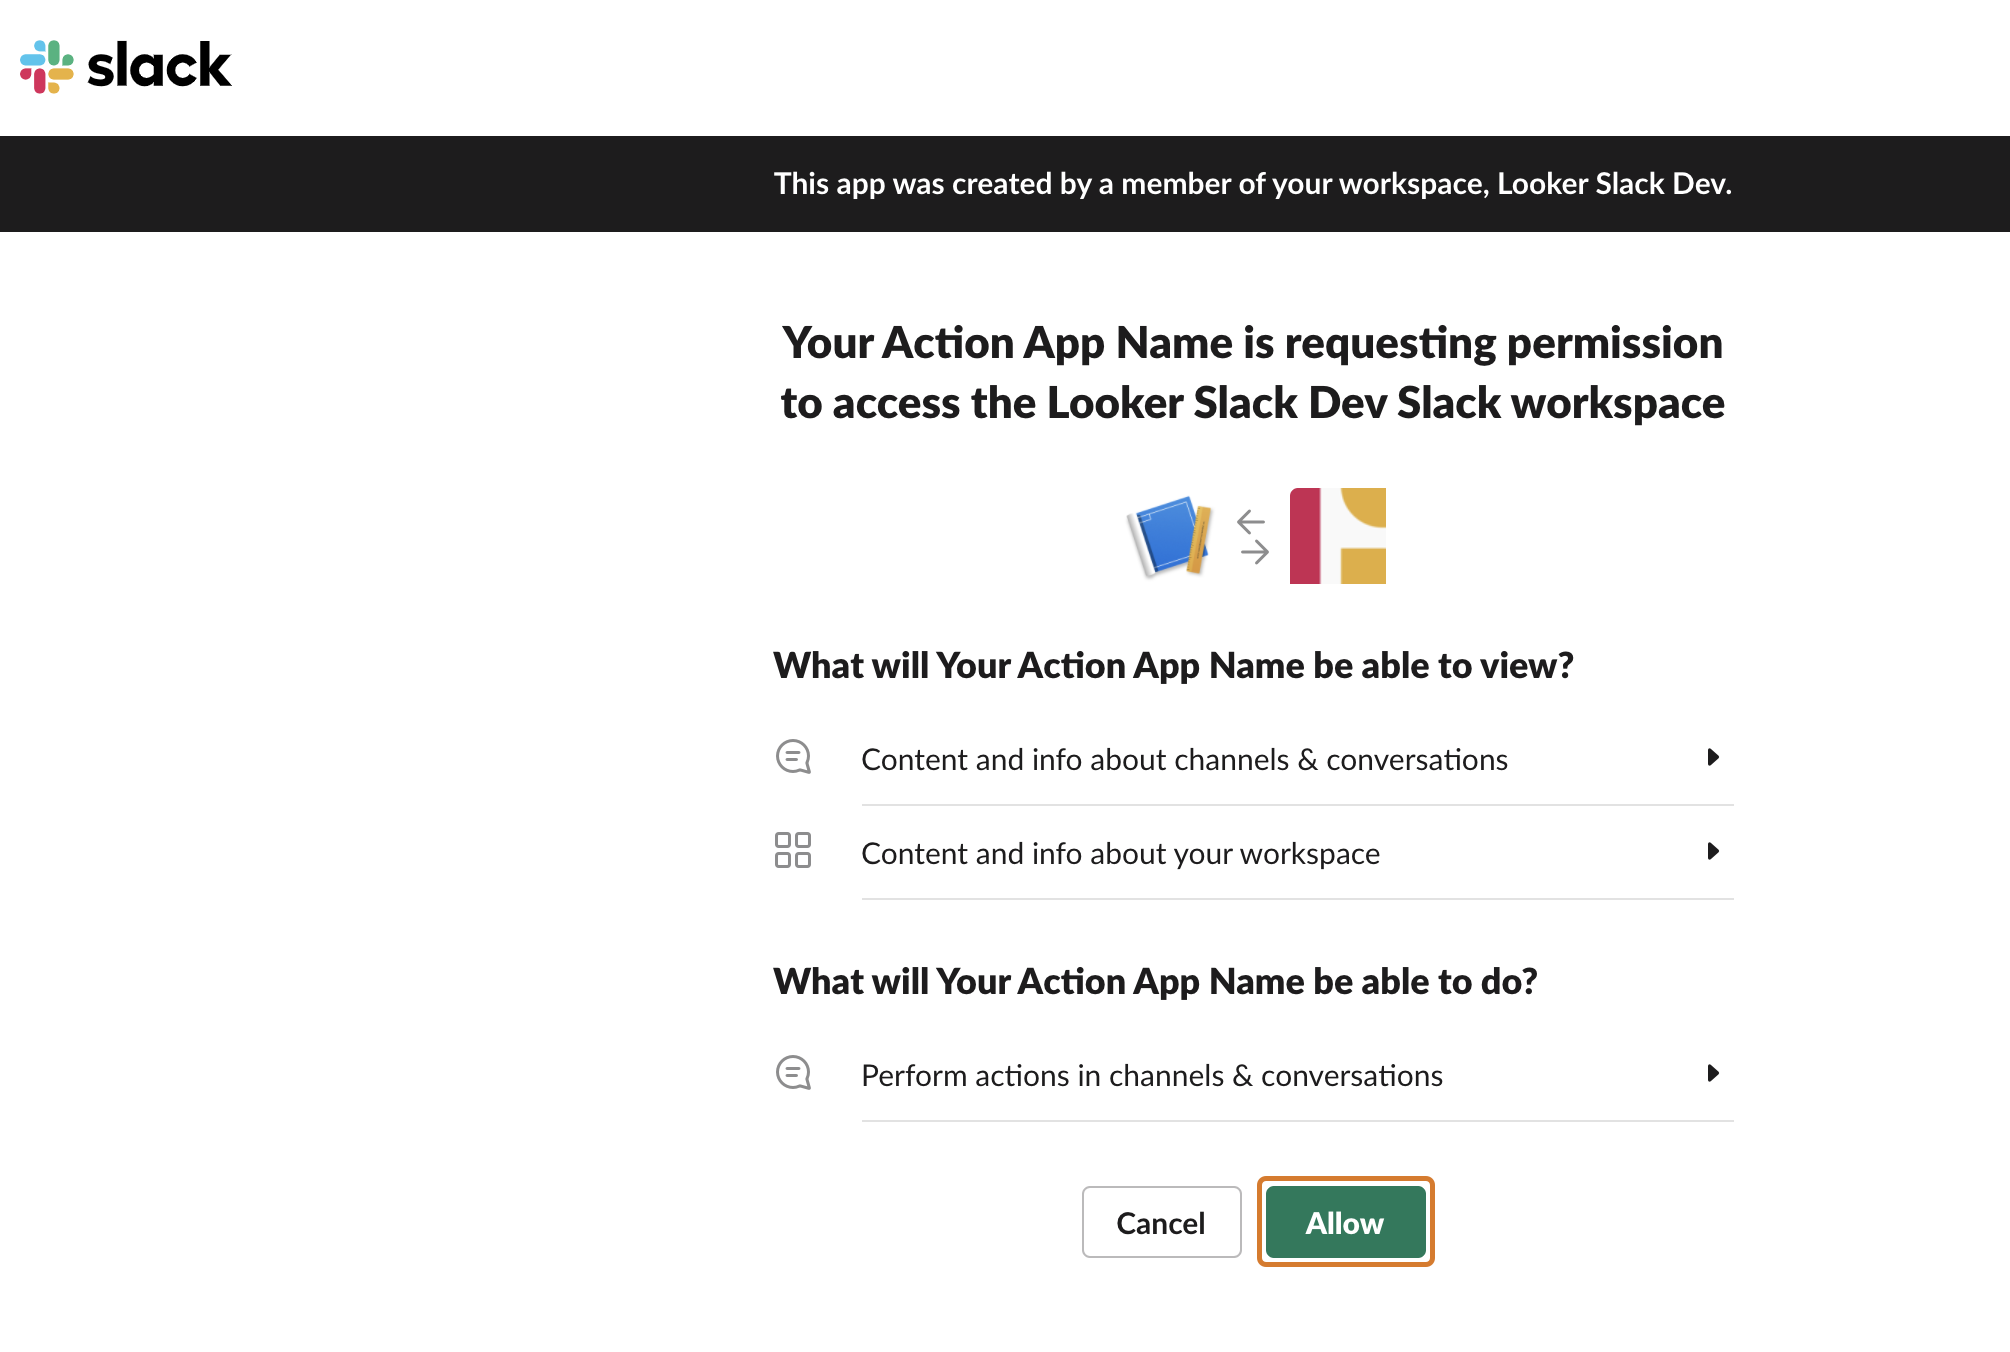 slack
This app was created by a member of your workspace, Looker Slack Dev.
Your Action App Name is requesting permission
to access the Looker Slack Dev Slack workspace
What will Your Action App Name be able to view?
Content and info about channels & conversations
Content and info about your workspace
What will Your Action App Name be able to do?
Perform actions in channels & conversations
Cancel
Allow